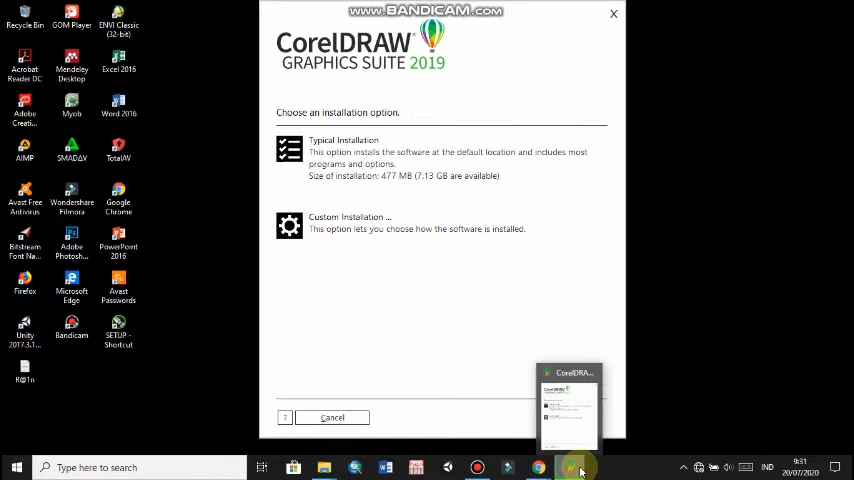 www.BANDICAM.com
CorelDRAW®
GRAPHICS SUITE 2019
X
Choose an installation option.
Typical Installation
This option installs the software at the default location and includes most
programs and options.
Size of installation: 477 MB (7.13 GB are available)
Custom Installation ...
This option lets you choose how the software is installed.
?
Cancel
CorelDRA...
Recycle Bin
GOM Player
ENVI Classic
(32-bit)
Acrobat
Reader DC
Mendeley
Desktop
Excel 2016
Adobe
Creati...
Myob
Word 2016
AIMP
SMADΔV
TotalAV
Avast Free
Antivirus
Wondershare
Filmora
Google
Chrome
Bitstream
Font Na...
Adobe
Photosh...
PowerPoint
2016
Firefox
Microsoft
Edge
Avast
Passwords
Unity
2017.3.1...
Bandicam
SETUP -
Shortcut
R@1n
Type here to search
IND
9:31
20/07/2020